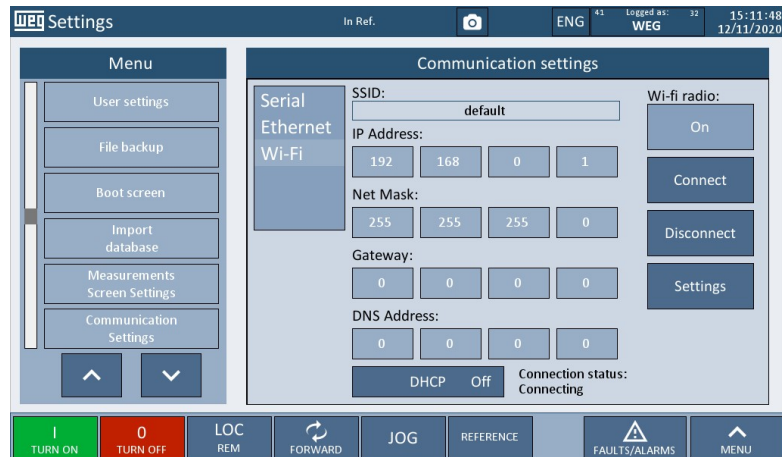 WEG Settings
In Ref.
ENG
41
Logged as:
32
WEG
15:11:48
12/11/2020
Menu
User settings
File backup
Boot screen
Import
database
Measurements
Screen Settings
Communication
Settings
Communication settings
Serial
Ethernet
Wi-Fi
SSID:
default
IP Address:
192 168 0 1
Net Mask:
255 255 255 0
Gateway:
0 0 0 0
DNS Address:
0 0 0 0
DHCP Off
Connection status:
Connecting
Wi-fi radio:
On
Connect
Disconnect
Settings
I
TURN ON
0
TURN OFF
LOC
REM
FORWARD
JOG
REFERENCE
FAULTS/ALARMS
MENU